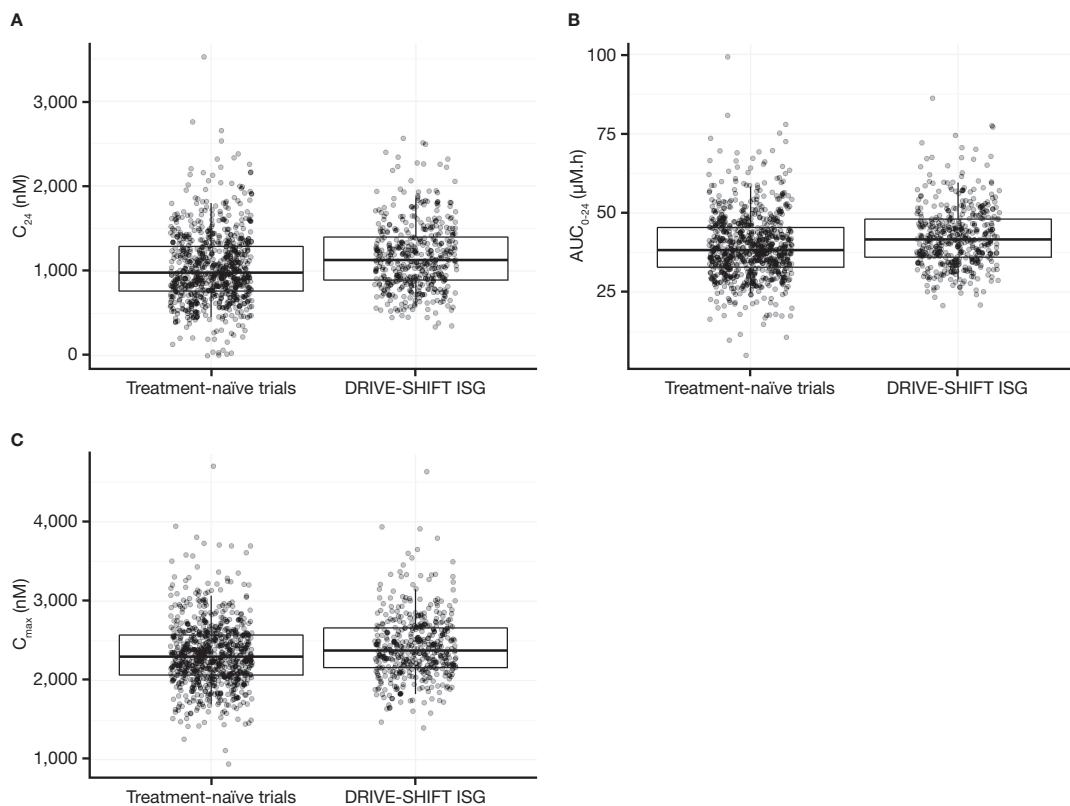 A
C24 (nM)
3,000
2,000
1,000
0
Treatment-naïve trials
DRIVE-SHIFT ISG
B
AUC0-24 (µM.h)
100
75
50
25
Treatment-naïve trials
DRIVE-SHIFT ISG
C
Cmax (nM)
4,000
3,000
2,000
1,000
Treatment-naïve trials
DRIVE-SHIFT ISG